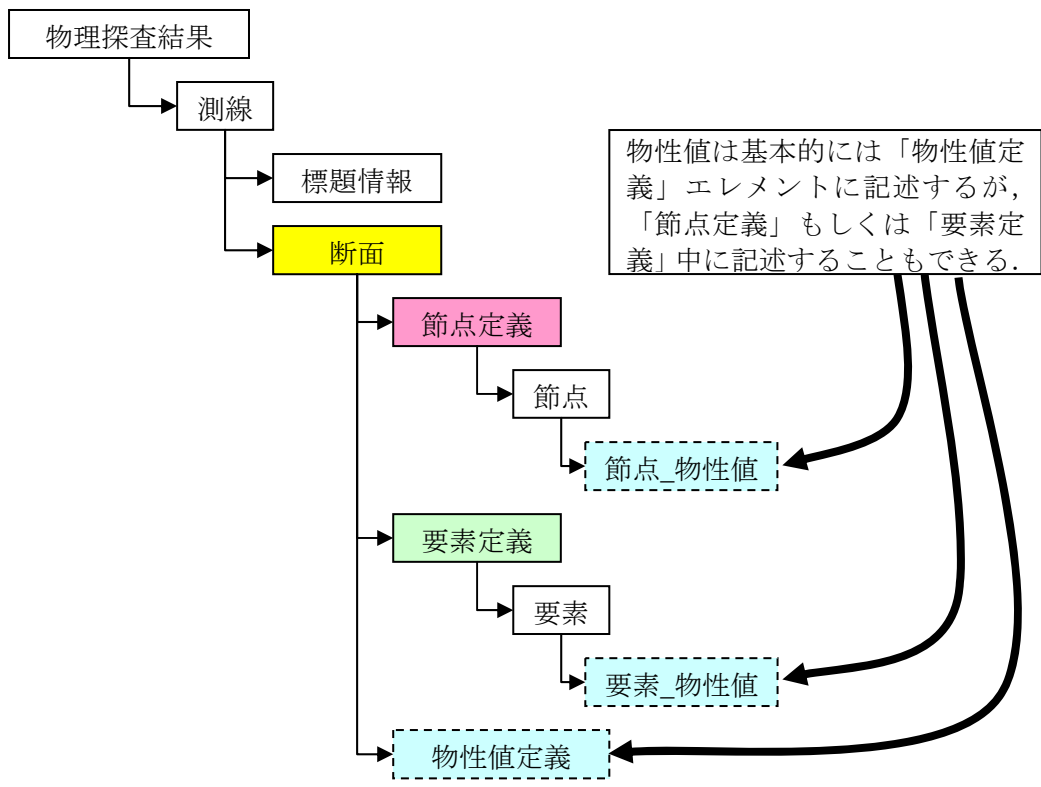 物理探査結果
測線
標題情報
断面
物性値は基本的には「物性値定
義」エレメントに記述するが，
「節点定義」もしくは「要素定
義」中に記述することもできる．
節点定義
節点
節点_物性値
要素定義
要素
要素_物性値
物性値定義